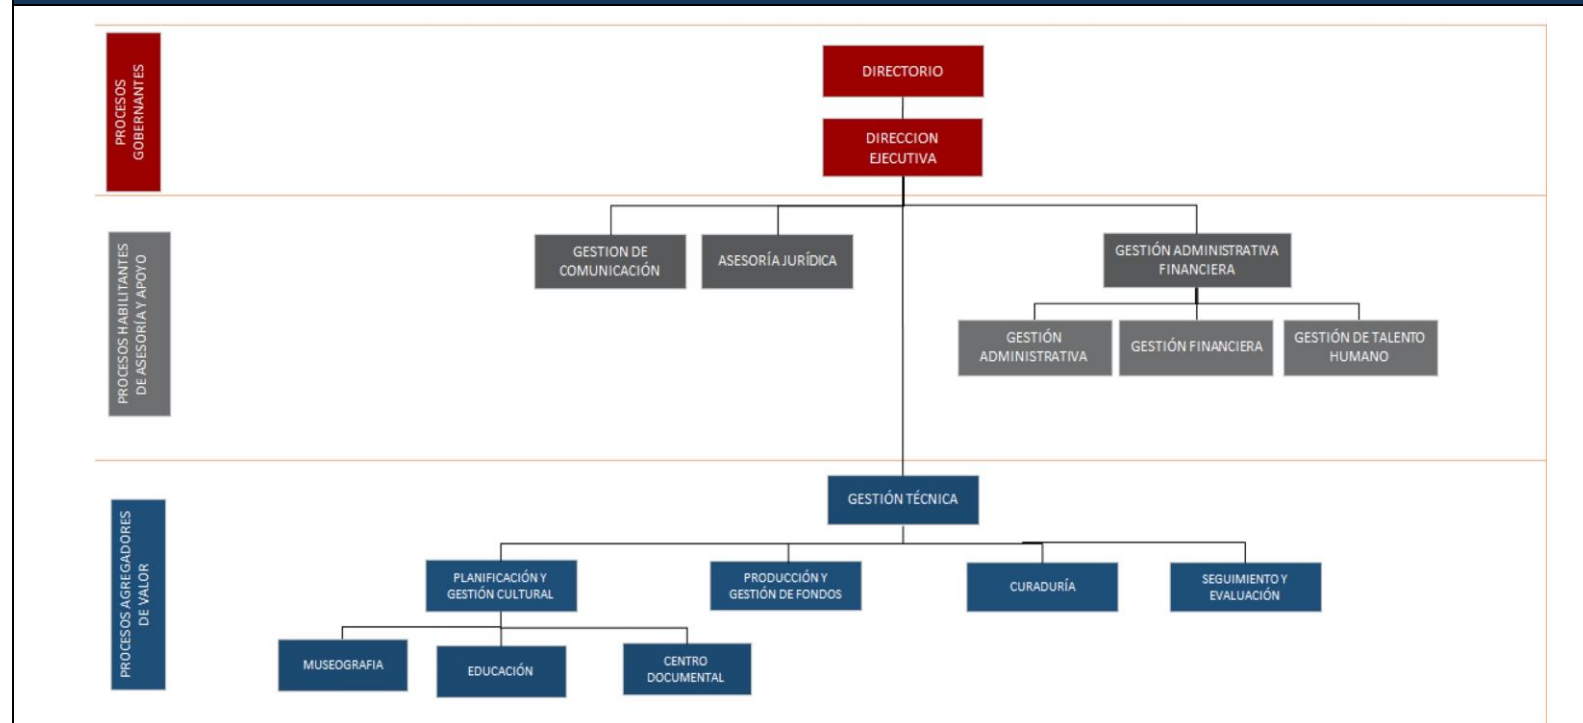 PROCESOS
GOBERNANTES
DIRECTORIO
DIRECCION
EJECUTIVA
PROCESOS HABILITANTES
DE ASESORÍA Y APOYO
GESTION DE
COMUNICACIÓN
ASESORÍA JURÍDICA
GESTIÓN ADMINISTRATIVA
FINANCIERA
GESTIÓN
ADMINISTRATIVA
GESTIÓN FINANCIERA
GESTIÓN DE TALENTO
HUMANO
PROCESOS AGREGADORES
DE VALOR
GESTIÓN TÉCNICA
PLANIFICACIÓN Y
GESTIÓN CULTURAL
PRODUCCIÓN Y
GESTIÓN DE FONDOS
CURADURÍA
SEGUIMIENTO Y
EVALUACIÓN
MUSEOGRAFIA
EDUCACIÓN
CENTRO
DOCUMENTAL